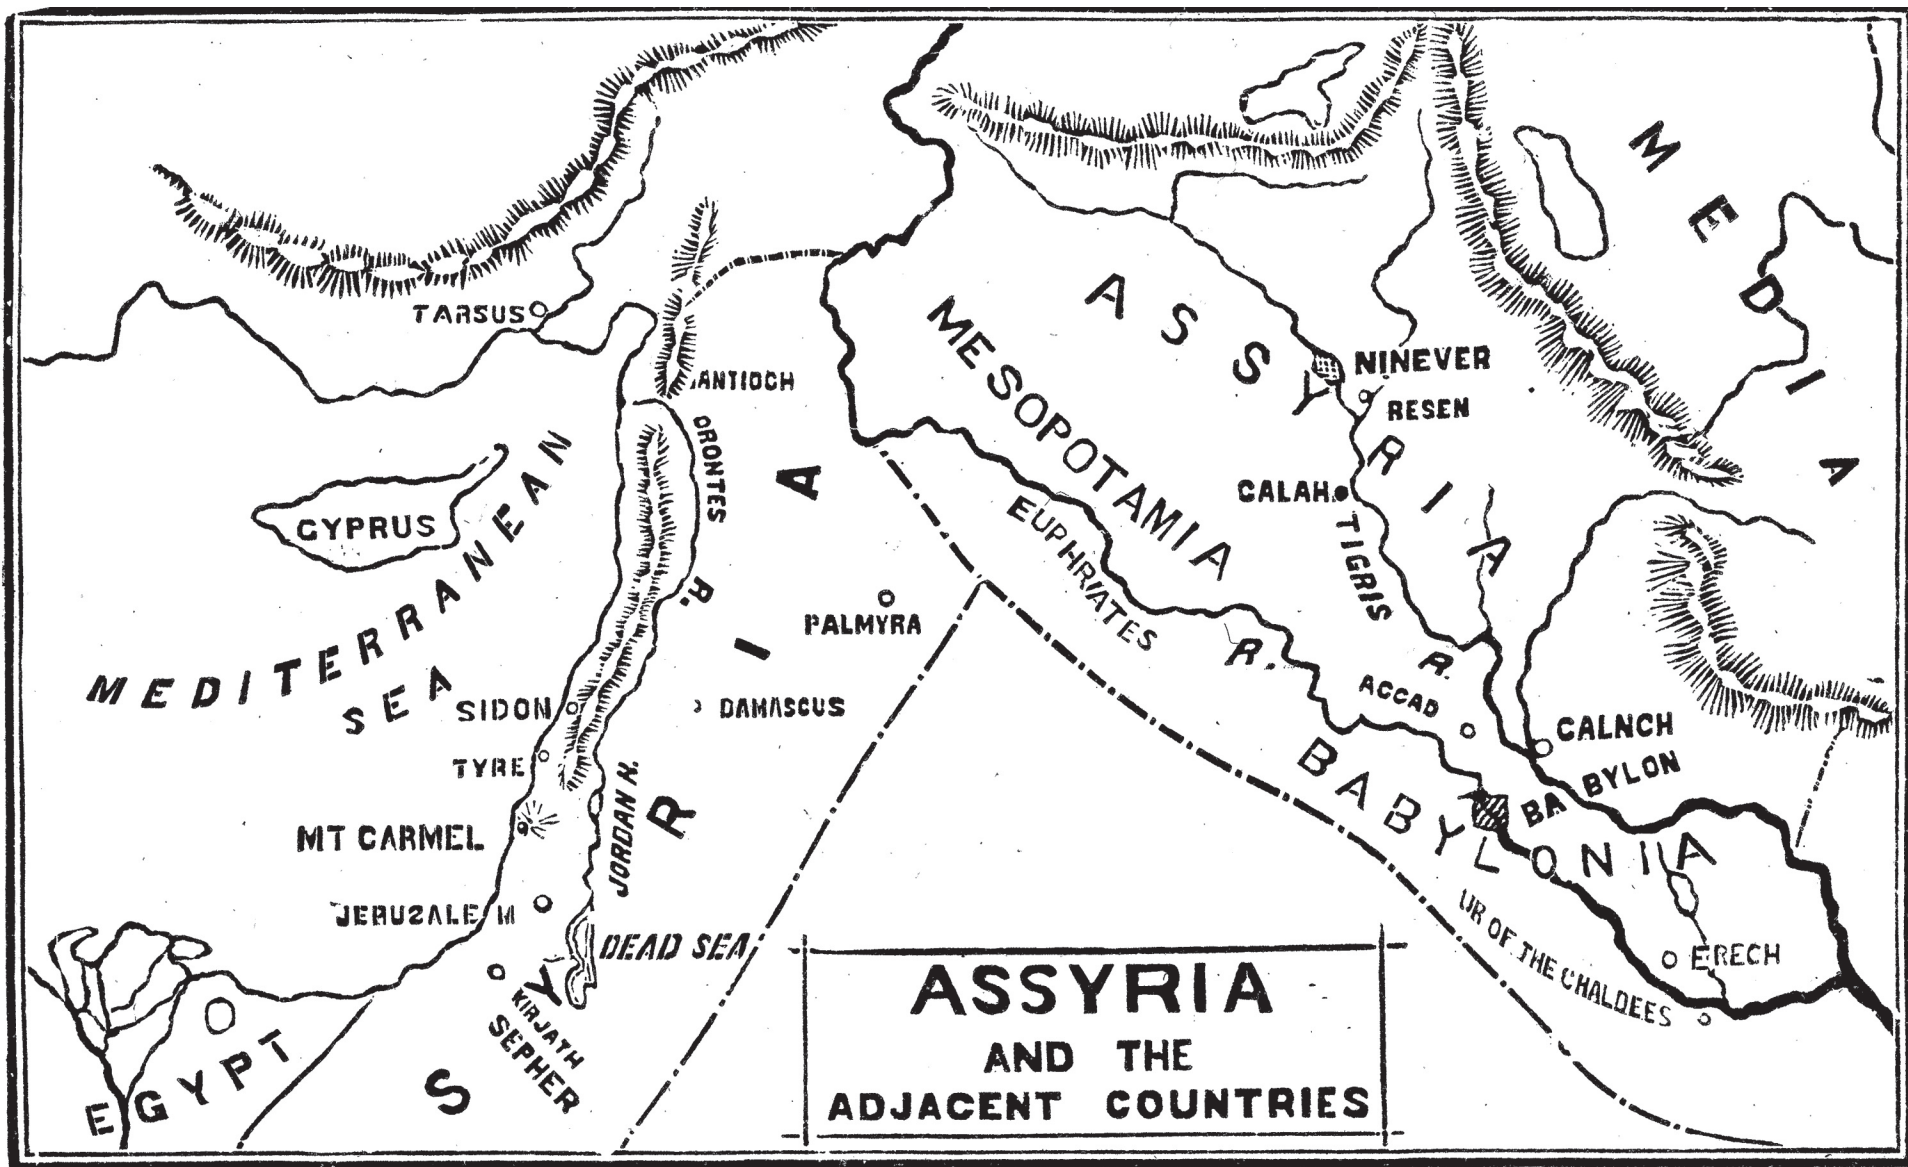 MEDIA
TARSUS
ASSYRIA
MESOPOTAMIA
NINEVER
RESEN
ANTIOCH
ORONTES R.
CYPRUS
CALAH
TIGRIS R.
EUPHRATES R.
MEDITERRANEAN
SEA
PALMYRA
SYRIA
SIDON
DAMASCUS
ACCAD
CALNCH
TYRE
BABYLON
BABYLONIA
JORDAN R.
MT CARMEL
JERUSALEM
DEAD SEA
UR OF THE CHALDEES
ERECH
KIRJATH
SEPHER
EGYPT
ASSYRIA
AND THE
ADJACENT COUNTRIES